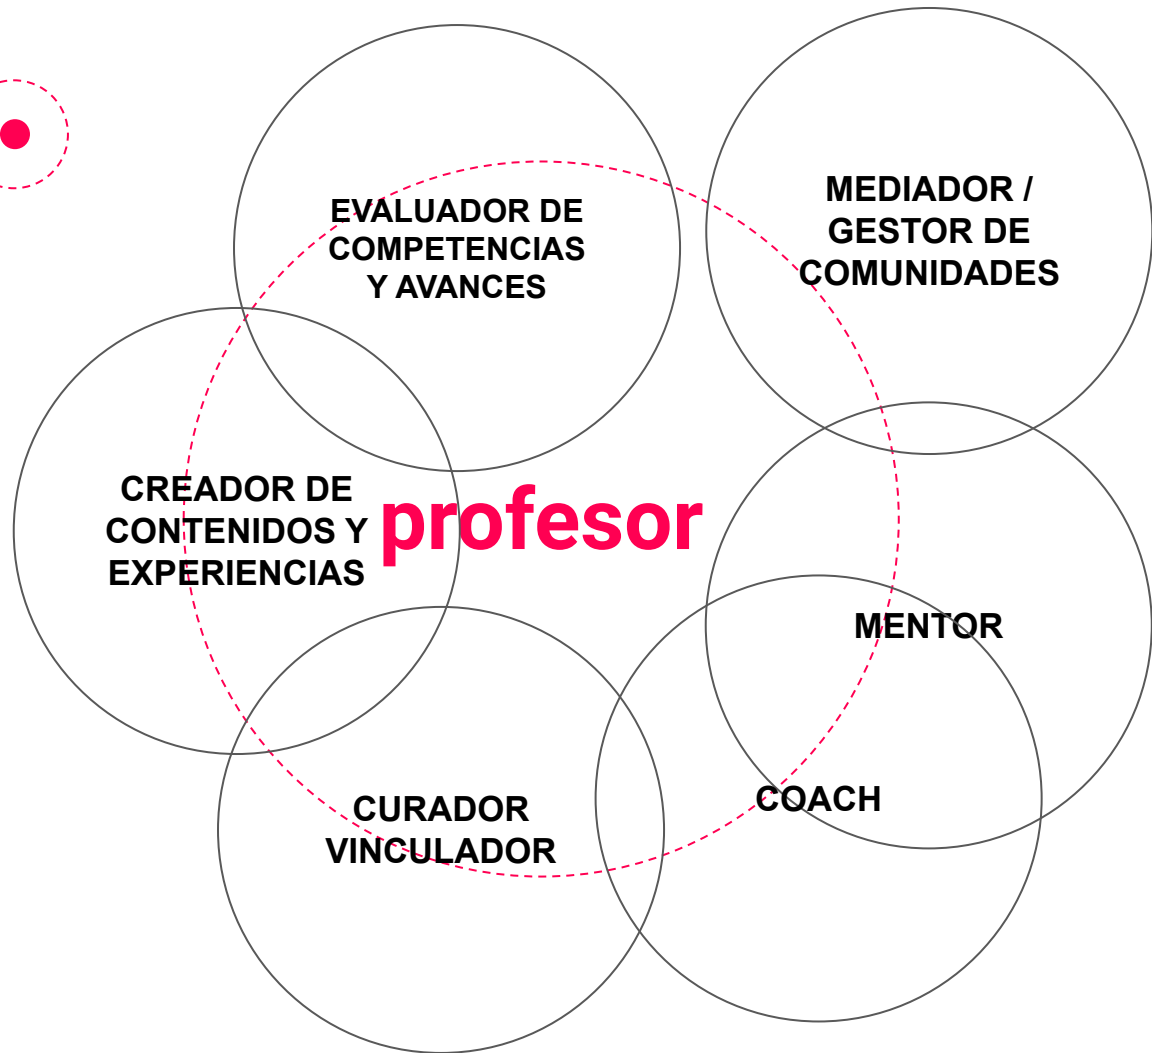 EVALUADOR DE
COMPETENCIAS
Y AVANCES
MEDIADOR /
GESTOR DE
COMUNIDADES
CREADOR DE
CONTENIDOS Y
EXPERIENCIAS
profesor
MENTOR
CURADOR
VINCULADOR
COACH